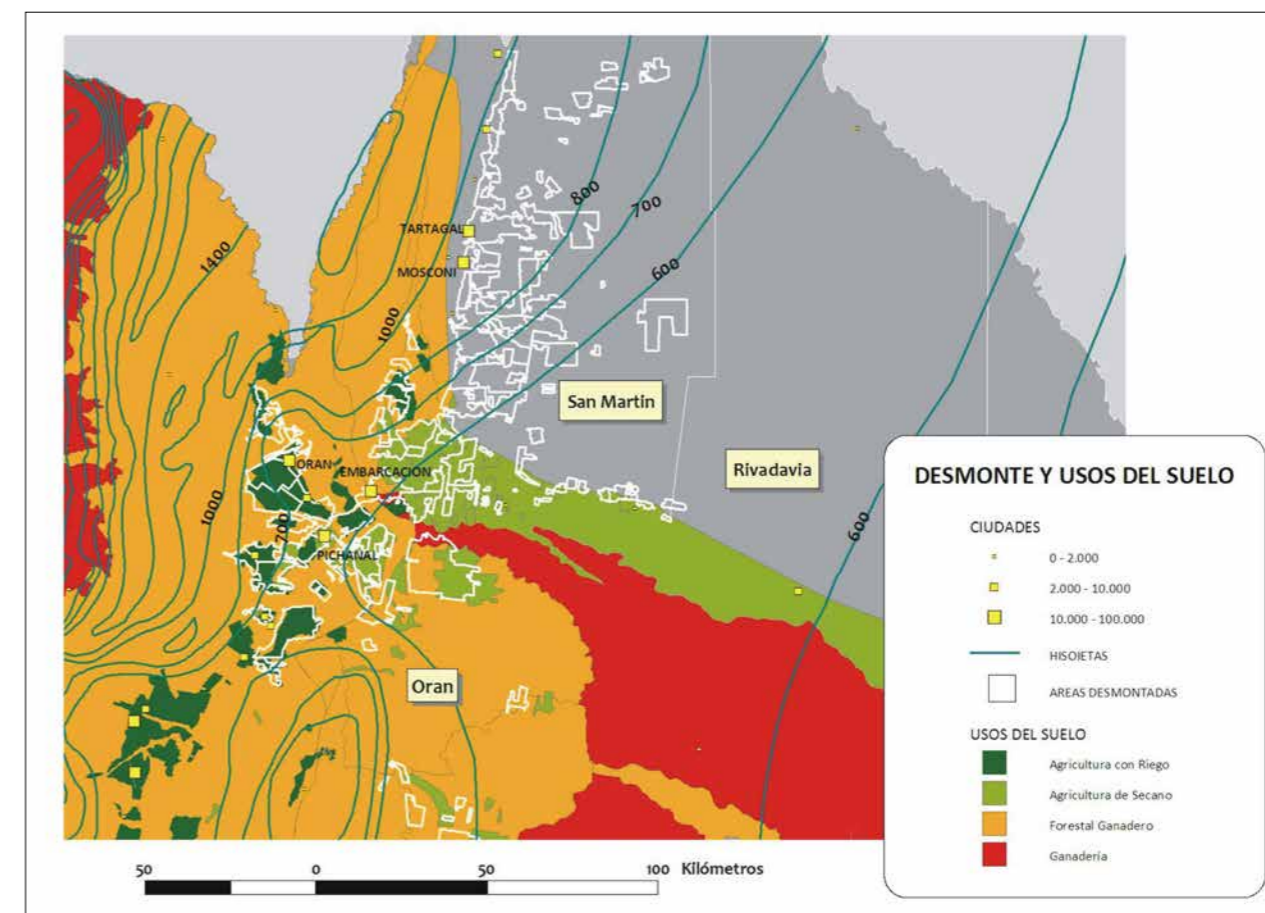 1400
1000
800
700
600
TARTAGAL
MOSCONI
San Martin
Rivadavia
ORAN
EMBARCACIÓN
1000
700
PICHANAL
600
Oran
DESMONTE Y USOS DEL SUELO
CIUDADES
0 - 2.000
2.000 - 10.000
10.000 - 100.000
HISOIETAS
AREAS DESMONTADAS
USOS DEL SUELO
Agricultura con Riego
Agricultura de Secano
Forestal Ganadero
Ganadería
50 0 50 100 Kilómetros